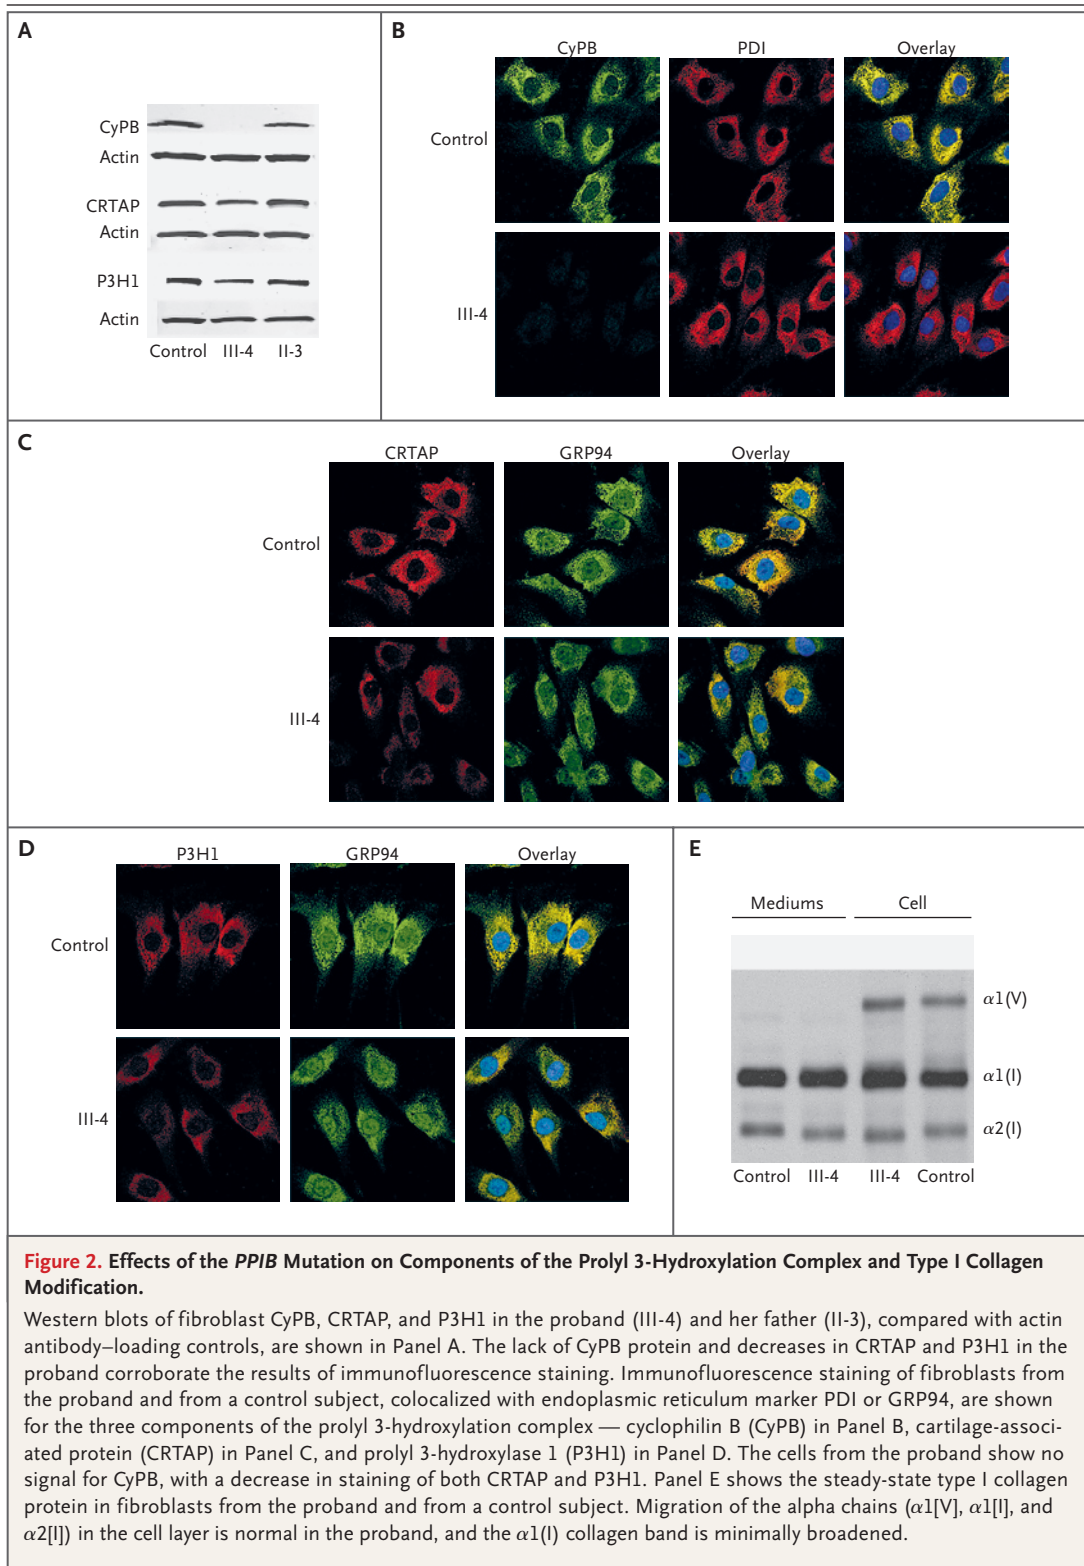 A
CyPB
Actin
CRTAP
Actin
P3H1
Actin
Control III-4 II-3
B
CyPB PDI Overlay
Control
III-4
C
CRTAP GRP94 Overlay
Control
III-4
D
P3H1 GRP94 Overlay
Control
III-4
E
Mediums Cell
α1(V)
α1(I)
α2(I)
Control III-4 III-4 Control
Figure 2. Effects of the PPIB Mutation on Components of the Prolyl 3-Hydroxylation Complex and Type I Collagen
Modification.
Western blots of fibroblast CyPB, CRTAP, and P3H1 in the proband (III-4) and her father (II-3), compared with actin
antibody–loading controls, are shown in Panel A. The lack of CyPB protein and decreases in CRTAP and P3H1 in the
proband corroborate the results of immunofluorescence staining. Immunofluorescence staining of fibroblasts from
the proband and from a control subject, colocalized with endoplasmic reticulum marker PDI or GRP94, are shown
for the three components of the prolyl 3-hydroxylation complex — cyclophilin B (CyPB) in Panel B, cartilage-associ-
ated protein (CRTAP) in Panel C, and prolyl 3-hydroxylase 1 (P3H1) in Panel D. The cells from the proband show no
signal for CyPB, with a decrease in staining of both CRTAP and P3H1. Panel E shows the steady-state type I collagen
protein in fibroblasts from the proband and from a control subject. Migration of the alpha chains (α1[V], α1[I], and
α2[I]) in the cell layer is normal in the proband, and the α1(I) collagen band is minimally broadened.